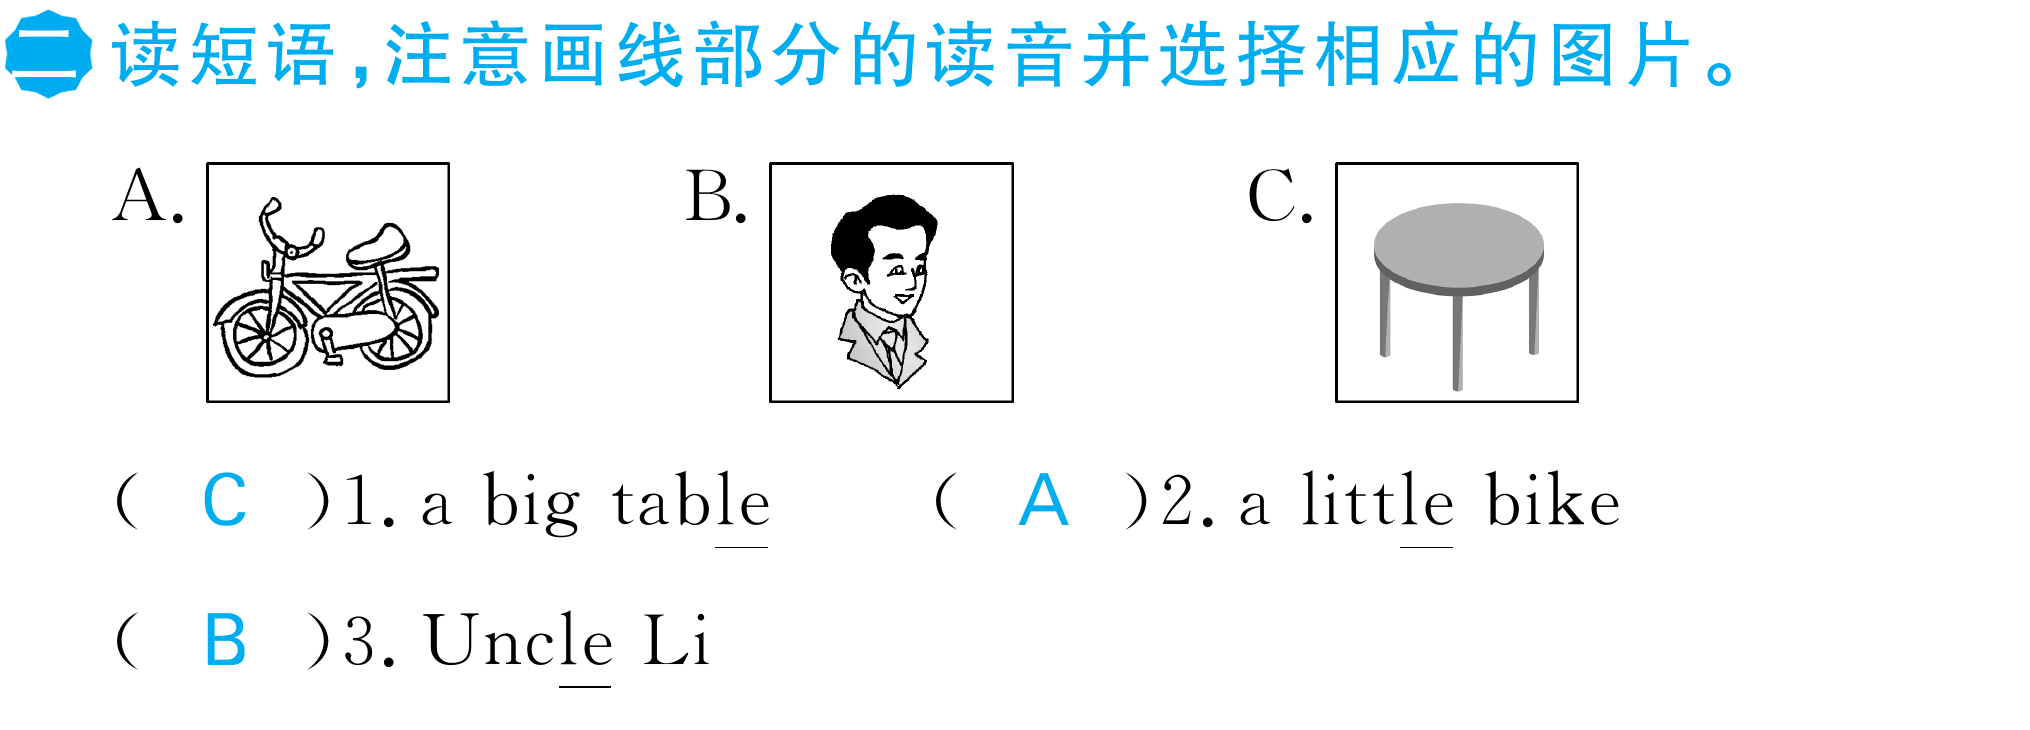 二 读短语,注意画线部分的读音并选择相应的图片。
A. B. C.
( C )1. a big table ( A )2. a little bike
( B )3. Uncle Li